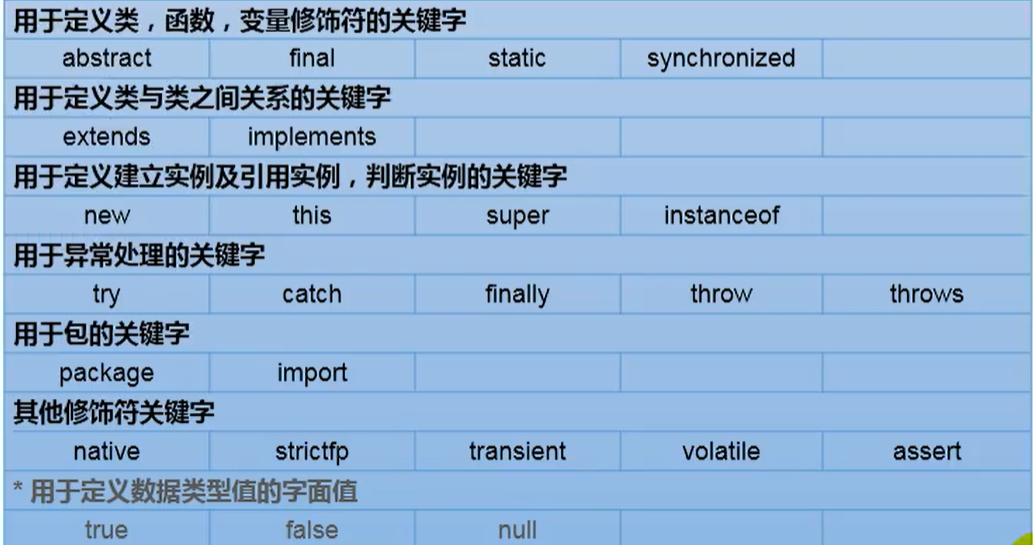 用于定义类，函数，变量修饰符的关键字
abstract final static synchronized
用于定义类与类之间关系的关键字
extends implements
用于定义建立实例及引用实例，判断实例的关键字
new this super instanceof
用于异常处理的关键字
try catch finally throw throws
用于包的关键字
package import
其他修饰符关键字
native strictfp transient volatile assert
* 用于定义数据类型值的字面值
true false null